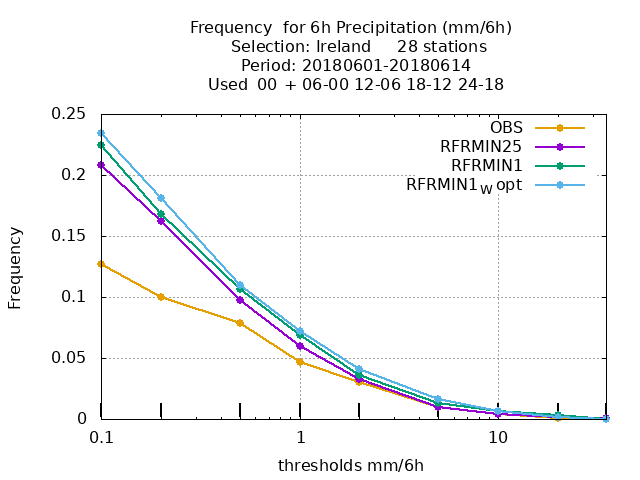 Frequency  for 6h Precipitation (mm/6h)
Selection: Ireland     28 stations
Period: 20180601-20180614
Used  00  + 06-00 12-06 18-12 24-18
OBS
RFRMIN25
RFRMIN1
RFRMIN1W opt
Frequency
0.25
0.2
0.15
0.1
0.05
0
0.1 1 10
thresholds mm/6h